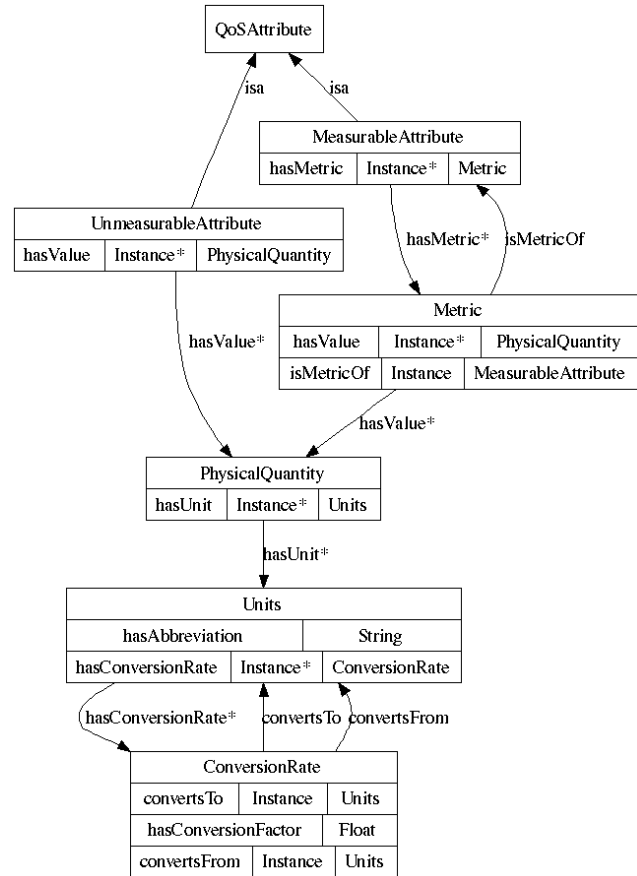 QoSAttribute
isa
isa
MeasurableAttribute
hasMetric Instance* Metric
UnmeasurableAttribute
hasValue Instance* PhysicalQuantity
hasMetric* isMetricOf
Metric
hasValue Instance* PhysicalQuantity
isMetricOf Instance MeasurableAttribute
hasValue*
hasValue*
PhysicalQuantity
hasUnit Instance* Units
hasUnit*
Units
hasAbbreviation String
hasConversionRate Instance* ConversionRate
hasConversionRate* convertsTo convertsFrom
ConversionRate
convertsTo Instance Units
hasConversionFactor Float
convertsFrom Instance Units